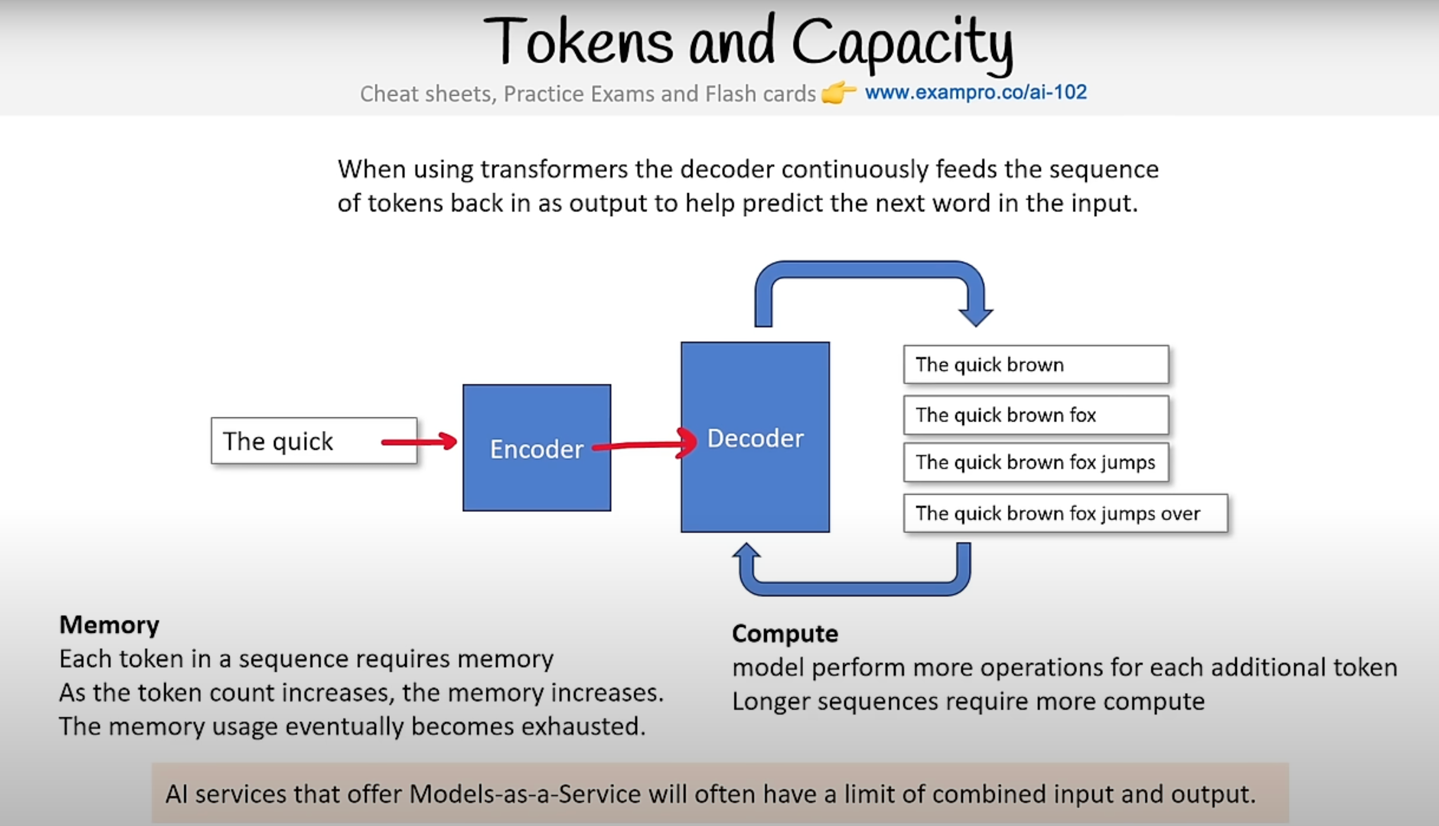 Tokens and Capacity
Cheat sheets, Practice Exams and Flash cards 👉 www.exampro.co/ai-102
When using transformers the decoder continuously feeds the sequence
of tokens back in as output to help predict the next word in the input.
The quick
Encoder
Decoder
The quick brown
The quick brown fox
The quick brown fox jumps
The quick brown fox jumps over
Memory
Each token in a sequence requires memory
As the token count increases, the memory increases.
The memory usage eventually becomes exhausted.
Compute
model perform more operations for each additional token
Longer sequences require more compute
AI services that offer Models-as-a-Service will often have a limit of combined input and output.